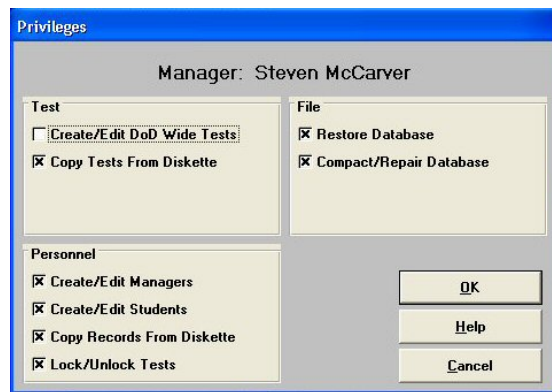 Privileges
Manager: Steven McCarver
Test
Create/Edit DoD Wide Tests
Copy Tests From Diskette
File
Restore Database
Compact/Repair Database
Personnel
Create/Edit Managers
Create/Edit Students
Copy Records From Diskette
Lock/Unlock Tests
OK
Help
Cancel